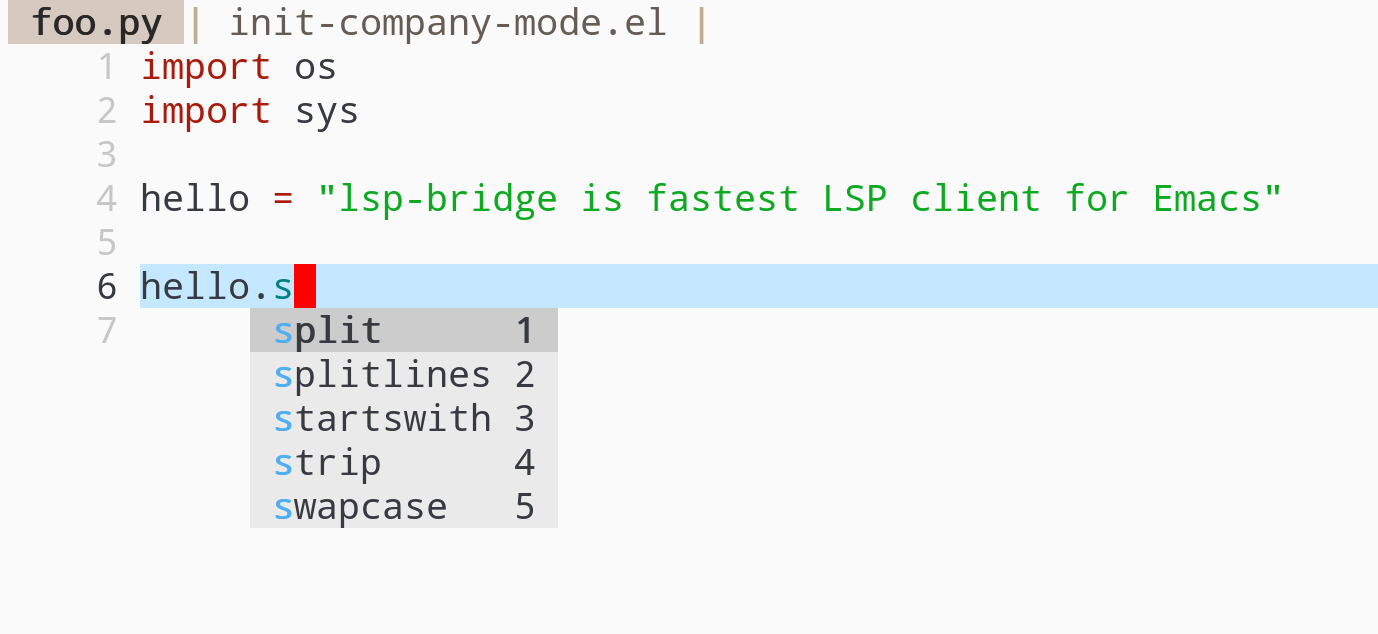 foo.py | init-company-mode.el |
1 import os
2 import sys
3
4 hello = "lsp-bridge is fastest LSP client for Emacs"
5
6 hello.s
split 1
7
splitlines 2
startswith 3
strip 4
swapcase 5